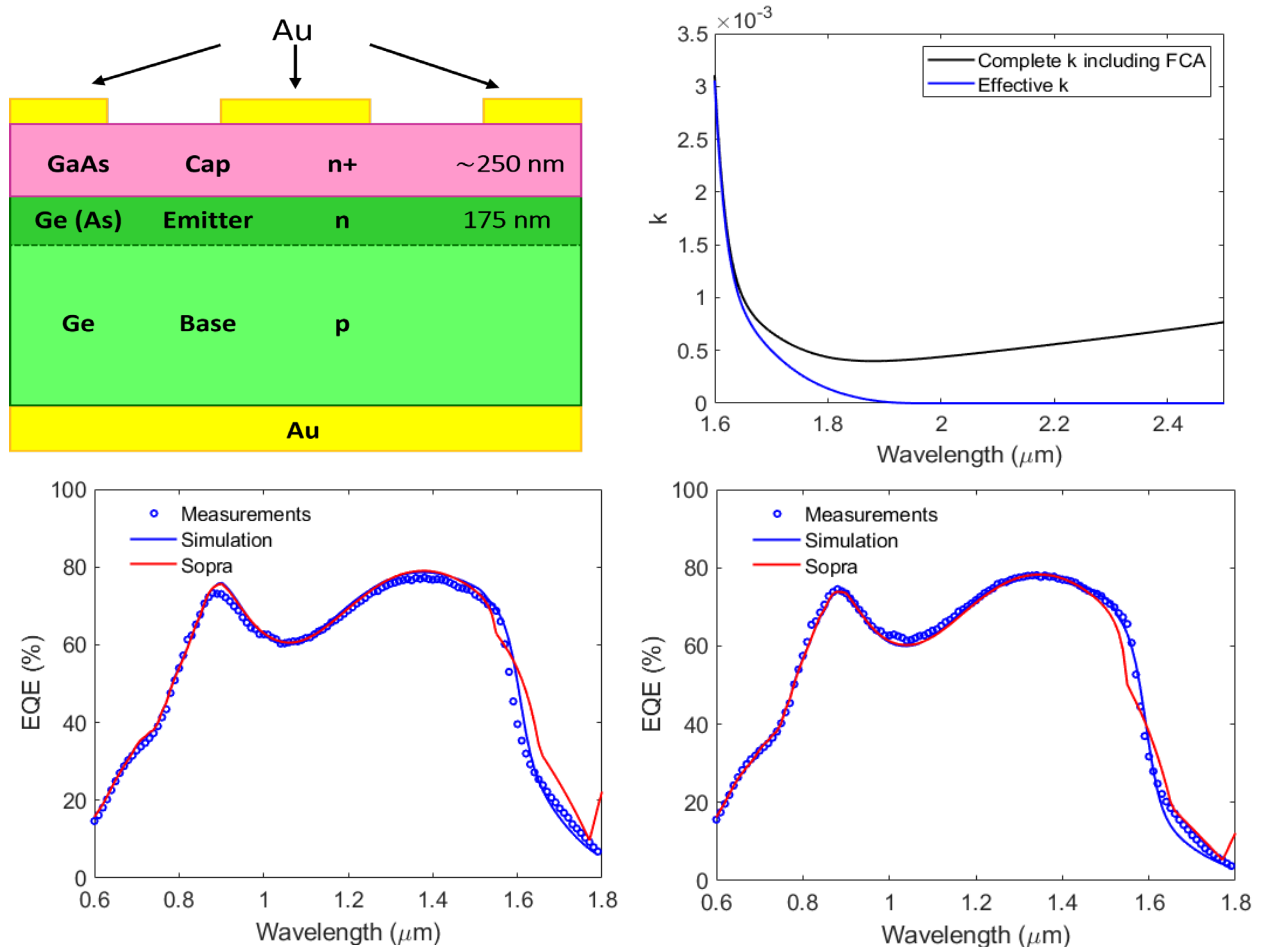 Au
GaAs Cap n+ ~250 nm
Ge (As) Emitter n 175 nm
Ge Base p
Au
×10⁻³
3.5
3
2.5
2
1.5
1
0.5
0
k
Complete k including FCA
Effective k
1.6 1.8 2 2.2 2.4
Wavelength (μm)
100
80
60
40
20
0
EQE (%)
Measurements
Simulation
Sopra
0.6 0.8 1 1.2 1.4 1.6 1.8
Wavelength (μm)
100
80
60
40
20
0
EQE (%)
Measurements
Simulation
Sopra
0.6 0.8 1 1.2 1.4 1.6 1.8
Wavelength (μm)